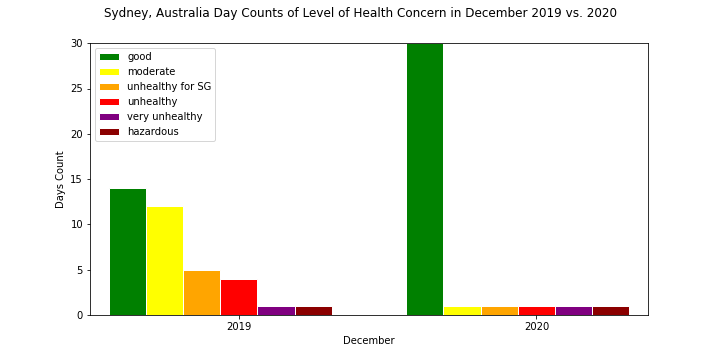 Sydney, Australia Day Counts of Level of Health Concern in December 2019 vs. 2020
30
25
20
15
10
5
0
Days Count
good
moderate
unhealthy for SG
unhealthy
very unhealthy
hazardous
2019
2020
December